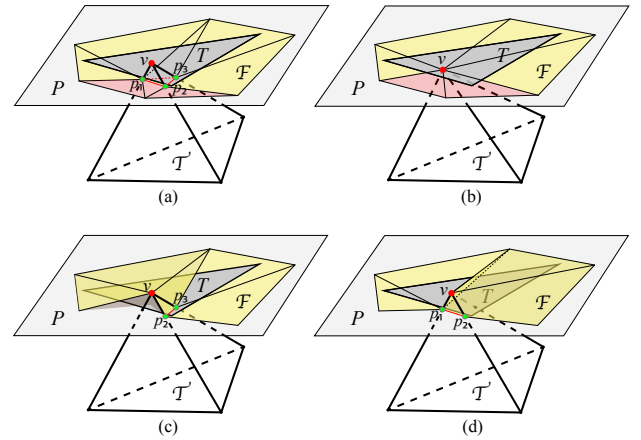 v T
p₁ p₂ p₃
P ℱ
𝒯
(a)
v T
P ℱ
𝒯
(b)
v T
p₂ p₃
P ℱ
𝒯
(c)
v T
p₁ p₂
P ℱ
𝒯
(d)